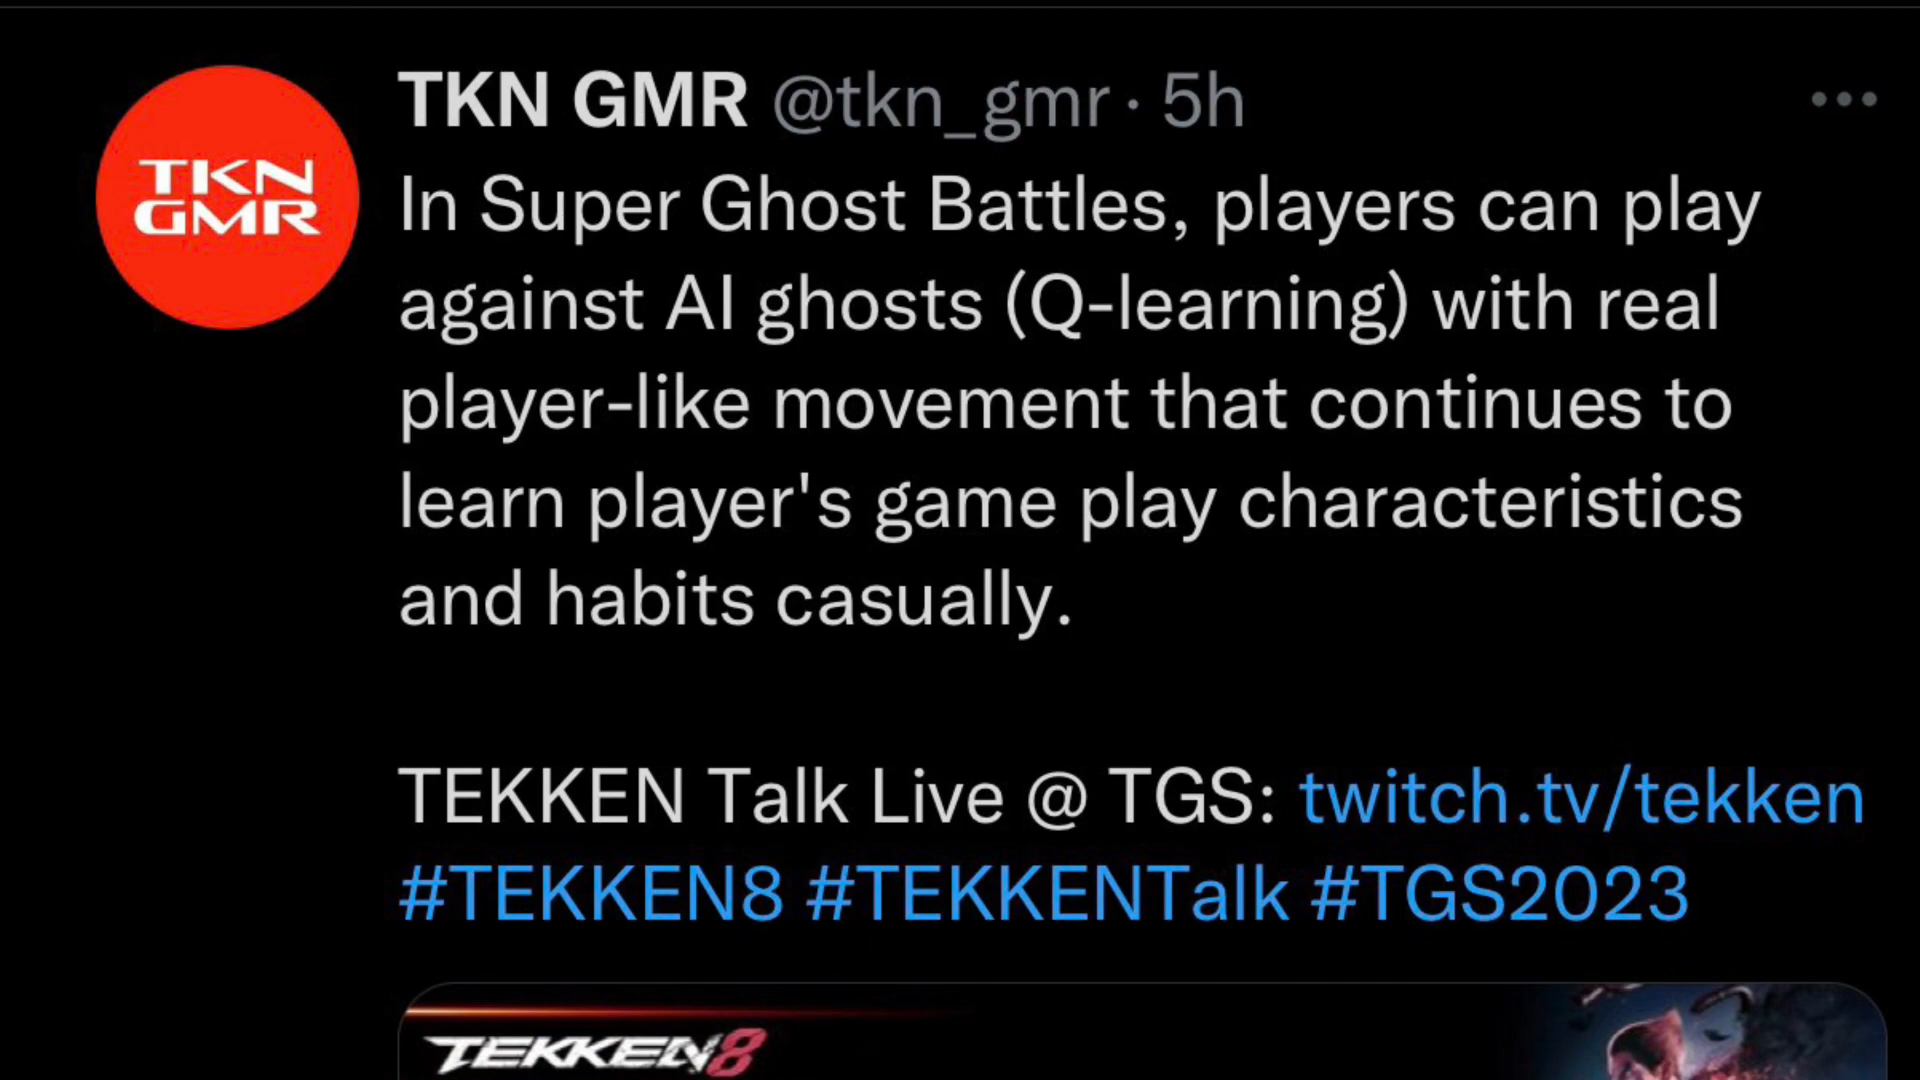 TKN
GMR
TKN GMR @tkn_gmr · 5h
In Super Ghost Battles, players can play
against AI ghosts (Q-learning) with real
player-like movement that continues to
learn player's game play characteristics
and habits casually.
TEKKEN Talk Live @ TGS: twitch.tv/tekken
#TEKKEN8 #TEKKENTalk #TGS2023
TEKKEN8